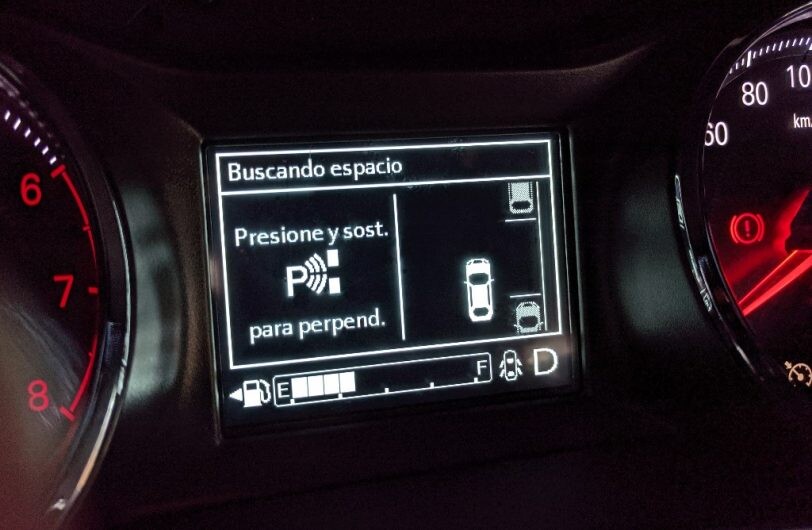 6
7
8
Buscando espacio
Presione y sost.
P
para perpend.
E
F
D
60
80
10
km/